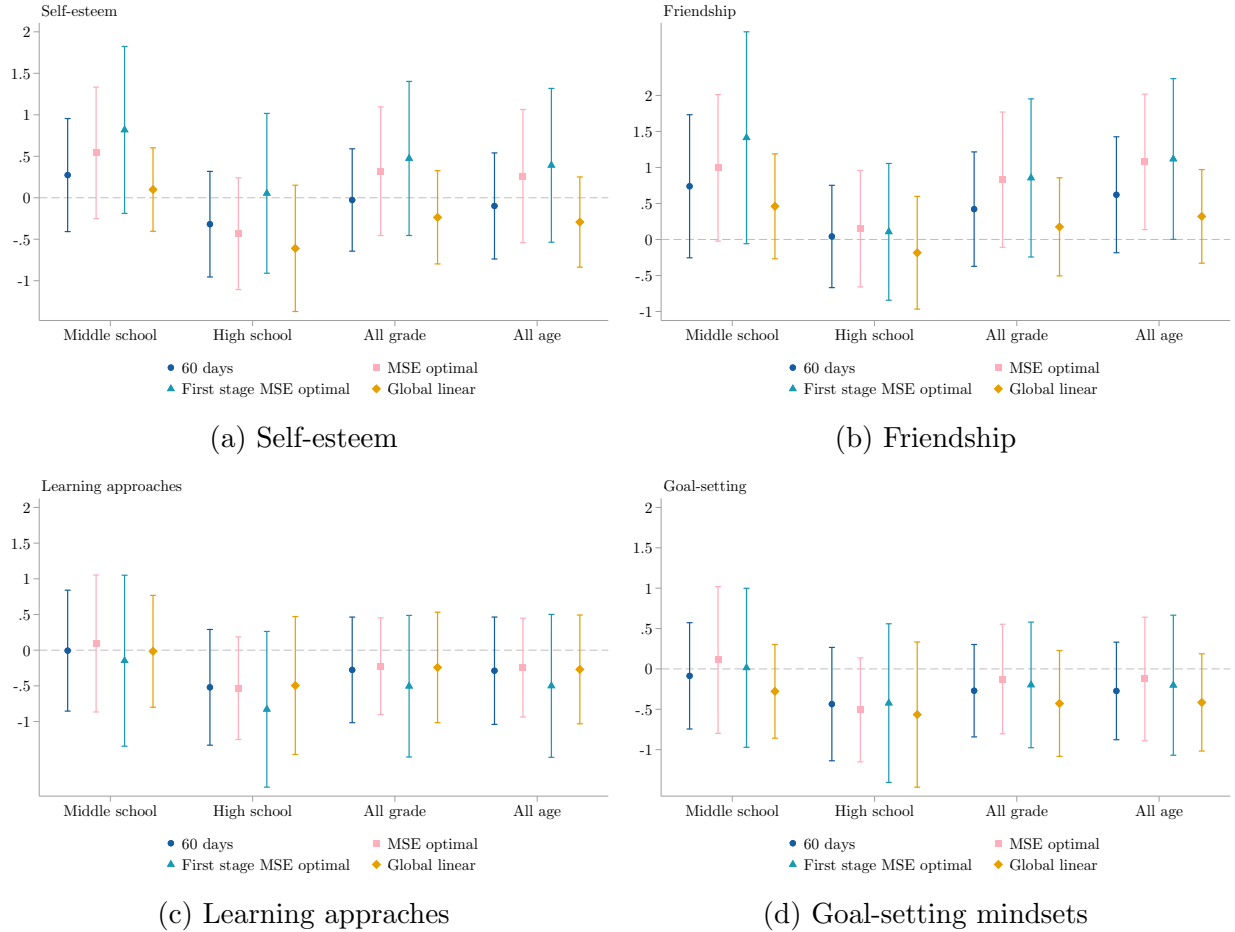 Self-esteem
2
1.5
1
.5
0
-.5
-1
Middle school High school All grade All age
60 days MSE optimal
First stage MSE optimal Global linear
(a) Self-esteem
Friendship
2
1.5
1
.5
0
-.5
-1
Middle school High school All grade All age
60 days MSE optimal
First stage MSE optimal Global linear
(b) Friendship
Learning approaches
2
1.5
1
.5
0
-.5
-1
Middle school High school All grade All age
60 days MSE optimal
First stage MSE optimal Global linear
(c) Learning appraches
Goal-setting
2
1.5
1
.5
0
-.5
-1
Middle school High school All grade All age
60 days MSE optimal
First stage MSE optimal Global linear
(d) Goal-setting mindsets